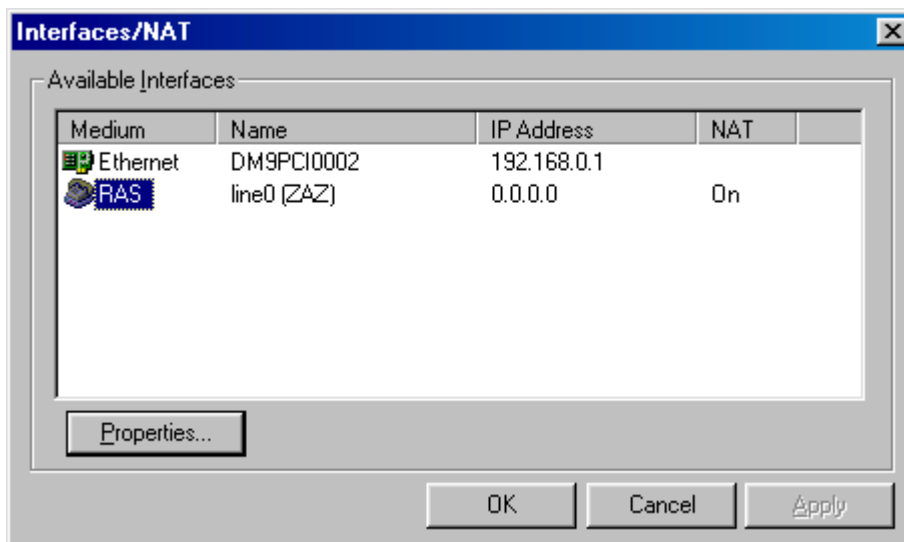 Interfaces/NAT
Available Interfaces
Medium Name IP Address NAT
Ethernet DM9PCI0002 192.168.0.1
RAS line0 (ZAZ) 0.0.0.0 On
Properties...
OK Cancel Apply